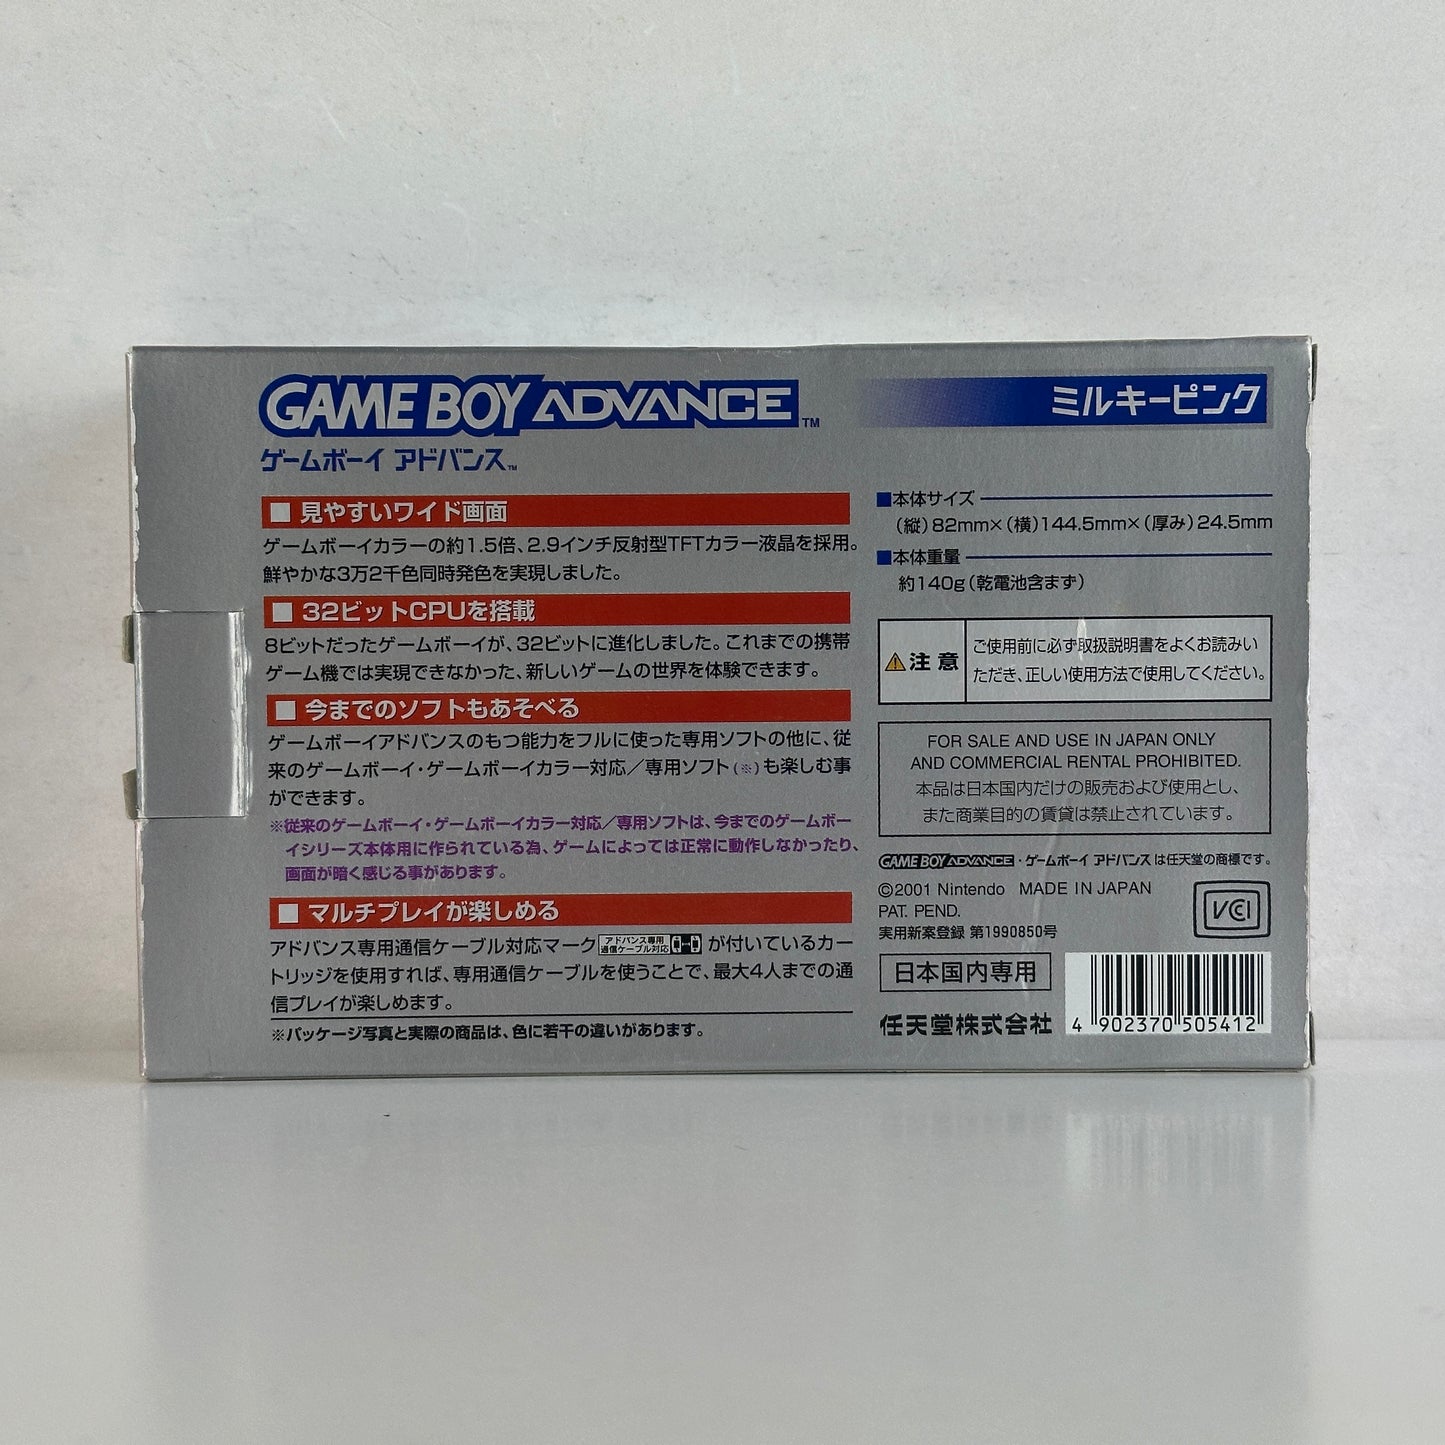 GAME BOY ADVANCE™
ゲームボーイ アドバンス™
■ 見やすいワイド画面
ゲームボーイカラーの約1.5倍、2.9インチ反射型TFTカラー液晶を採用。
鮮やかな3万2千色同時発色を実現しました。
■ 32ビットCPUを搭載
8ビットだったゲームボーイが、32ビットに進化しました。これまでの携帯
ゲーム機では実現できなかった、新しいゲームの世界を体験できます。
■ 今までのソフトもあそべる
ゲームボーイアドバンスのもつ能力をフルに使った専用ソフトの他に、従
来のゲームボーイ・ゲームボーイカラー対応／専用ソフト(※)も楽しむ事
ができます。
※従来のゲームボーイ・ゲームボーイカラー対応／専用ソフトは、今までのゲームボー
イシリーズ本体用に作られている為、ゲームによっては正常に動作しなかったり、
画面が暗く感じる事があります。
■ マルチプレイが楽しめる
アドバンス専用通信ケーブル対応マーク アドバンス専用 通信ケーブル対応 が付いているカー
トリッジを使用すれば、専用通信ケーブルを使うことで、最大4人までの通
信プレイが楽しめます。
※パッケージ写真と実際の商品は、色に若干の違いがあります。
ミルキーピンク
■本体サイズ
（縦）82mm×（横）144.5mm×（厚み）24.5mm
■本体重量
約140g（乾電池含まず）
注意
ご使用前に必ず取扱説明書をよくお読みい
ただき、正しい使用方法で使用してください。
FOR SALE AND USE IN JAPAN ONLY
AND COMMERCIAL RENTAL PROHIBITED.
本品は日本国内だけの販売および使用とし、
また商業目的の賃貸は禁止されています。
GAME BOY ADVANCE・ゲームボーイ アドバンス は任天堂の商標です。
©2001 Nintendo MADE IN JAPAN
PAT. PEND.
実用新案登録 第1990850号
VCCI
日本国内専用
任天堂株式会社
4 902370 505412